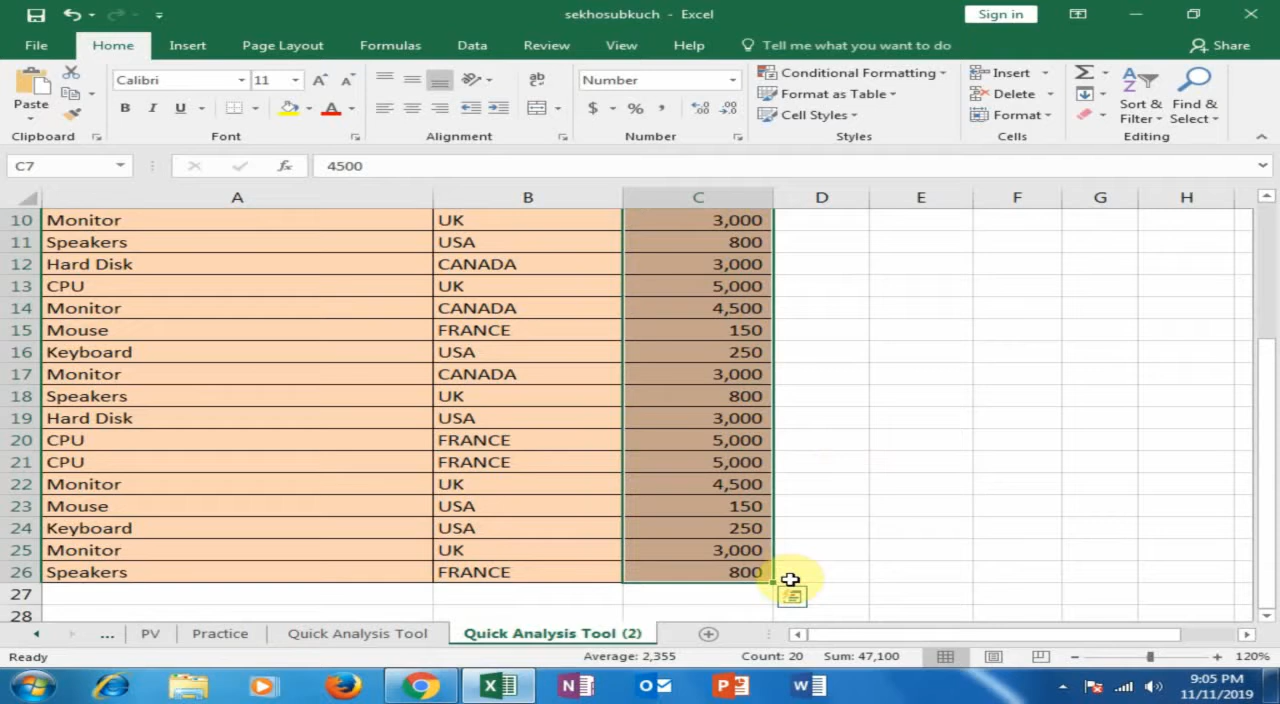 sekhosubkuch - Excel
Sign in
File Home Insert Page Layout Formulas Data Review View Help Tell me what you want to do Share
Paste
Calibri 11
B I U A
Number
$ % ,
Conditional Formatting
Format as Table
Cell Styles
Insert
Delete
Format
Sort & Filter
Find & Select
Clipboard Font Alignment Number Styles Cells Editing
C7 fx 4500
A B C D E F G H
10 Monitor UK 3,000
11 Speakers USA 800
12 Hard Disk CANADA 3,000
13 CPU UK 5,000
14 Monitor CANADA 4,500
15 Mouse FRANCE 150
16 Keyboard USA 250
17 Monitor CANADA 3,000
18 Speakers UK 800
19 Hard Disk USA 3,000
20 CPU FRANCE 5,000
21 CPU FRANCE 5,000
22 Monitor UK 4,500
23 Mouse USA 150
24 Keyboard USA 250
25 Monitor UK 3,000
26 Speakers FRANCE 800
27
28
... PV Practice Quick Analysis Tool Quick Analysis Tool (2)
Ready Average: 2,355 Count: 20 Sum: 47,100 120%
9:05 PM
11/11/2019